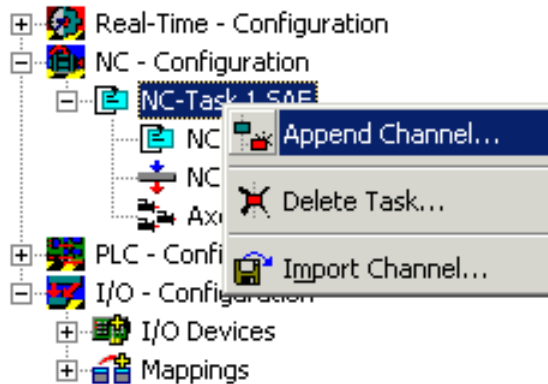 Real-Time - Configuration
NC - Configuration
NC-Task 1 SAF
NC
Append Channel...
NC
Delete Task...
Axe
PLC - Confi
Import Channel...
I/O - Configuration
I/O Devices
Mappings